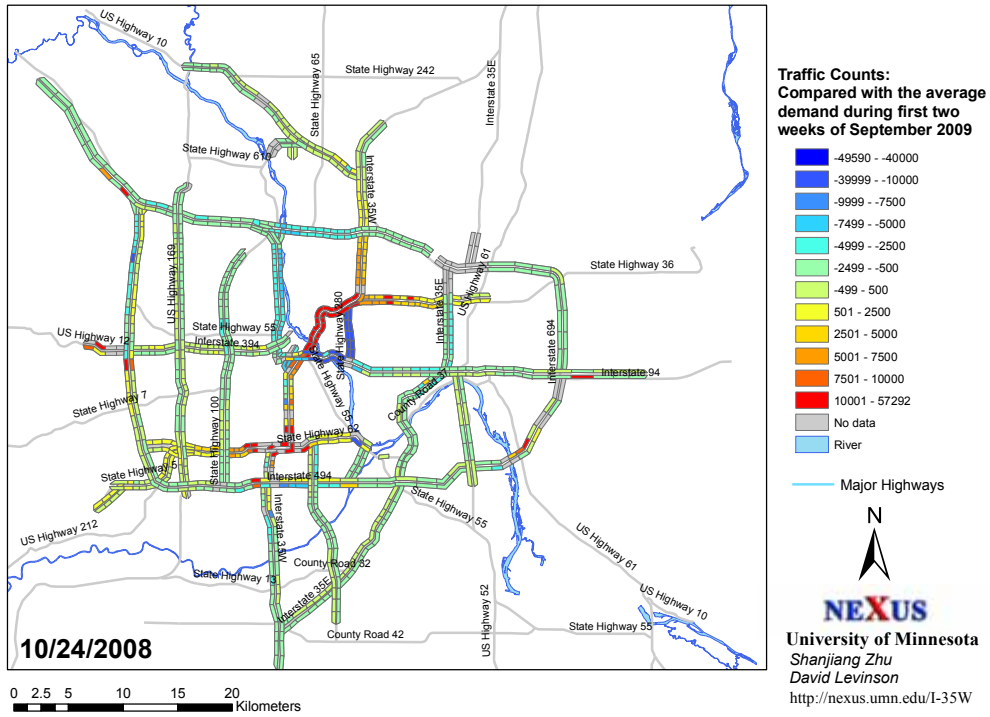 US Highway 10
State Highway 65
State Highway 242
Interstate 35E
State Highway 610
Interstate 35W
US Highway 169
US Highway 61
State Highway 36
Interstate 35E
State Highway 280
State Highway 55
US Highway 12
Interstate 394
Interstate 694
Interstate 94
State Highway 7
State Highway 55
County Road 37
State Highway 100
State Highway 62
State Highway 5
Interstate 494
Interstate 35W
State Highway 55
US Highway 212
US Highway 61
County Road 32
State Highway 13
Interstate 35E
US Highway 52
US Highway 10
State Highway 55
County Road 42
10/24/2008
0 2.5 5 10 15 20
Kilometers
Traffic Counts:
Compared with the average
demand during first two
weeks of September 2009
-49590 - -40000
-39999 - -10000
-9999 - -7500
-7499 - -5000
-4999 - -2500
-2499 - -500
-499 - 500
501 - 2500
2501 - 5000
5001 - 7500
7501 - 10000
10001 - 57292
No data
River
Major Highways
N
NEXUS
University of Minnesota
Shanjiang Zhu
David Levinson
http://nexus.umn.edu/I-35W